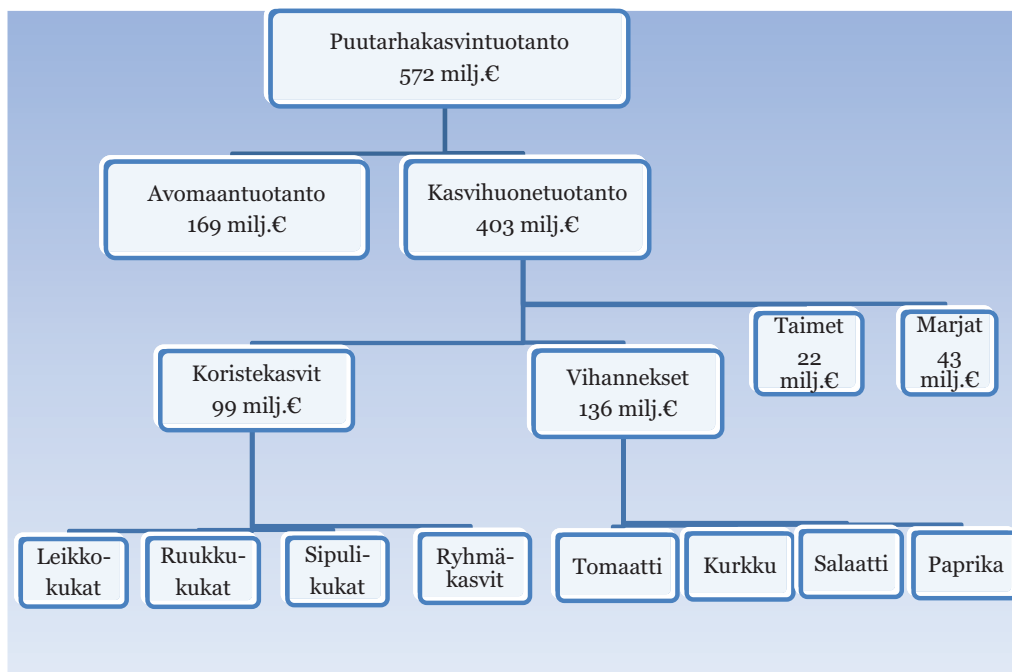 Puutarhakasvintuotanto
572 milj.€
Avomaantuotanto
169 milj.€
Kasvihuonetuotanto
403 milj.€
Taimet
22
milj.€
Marjat
43
milj.€
Koristekasvit
99 milj.€
Vihannekset
136 milj.€
Leikko-
kukat
Ruukku-
kukat
Sipuli-
kukat
Ryhmä-
kasvit
Tomaatti
Kurkku
Salaatti
Paprika